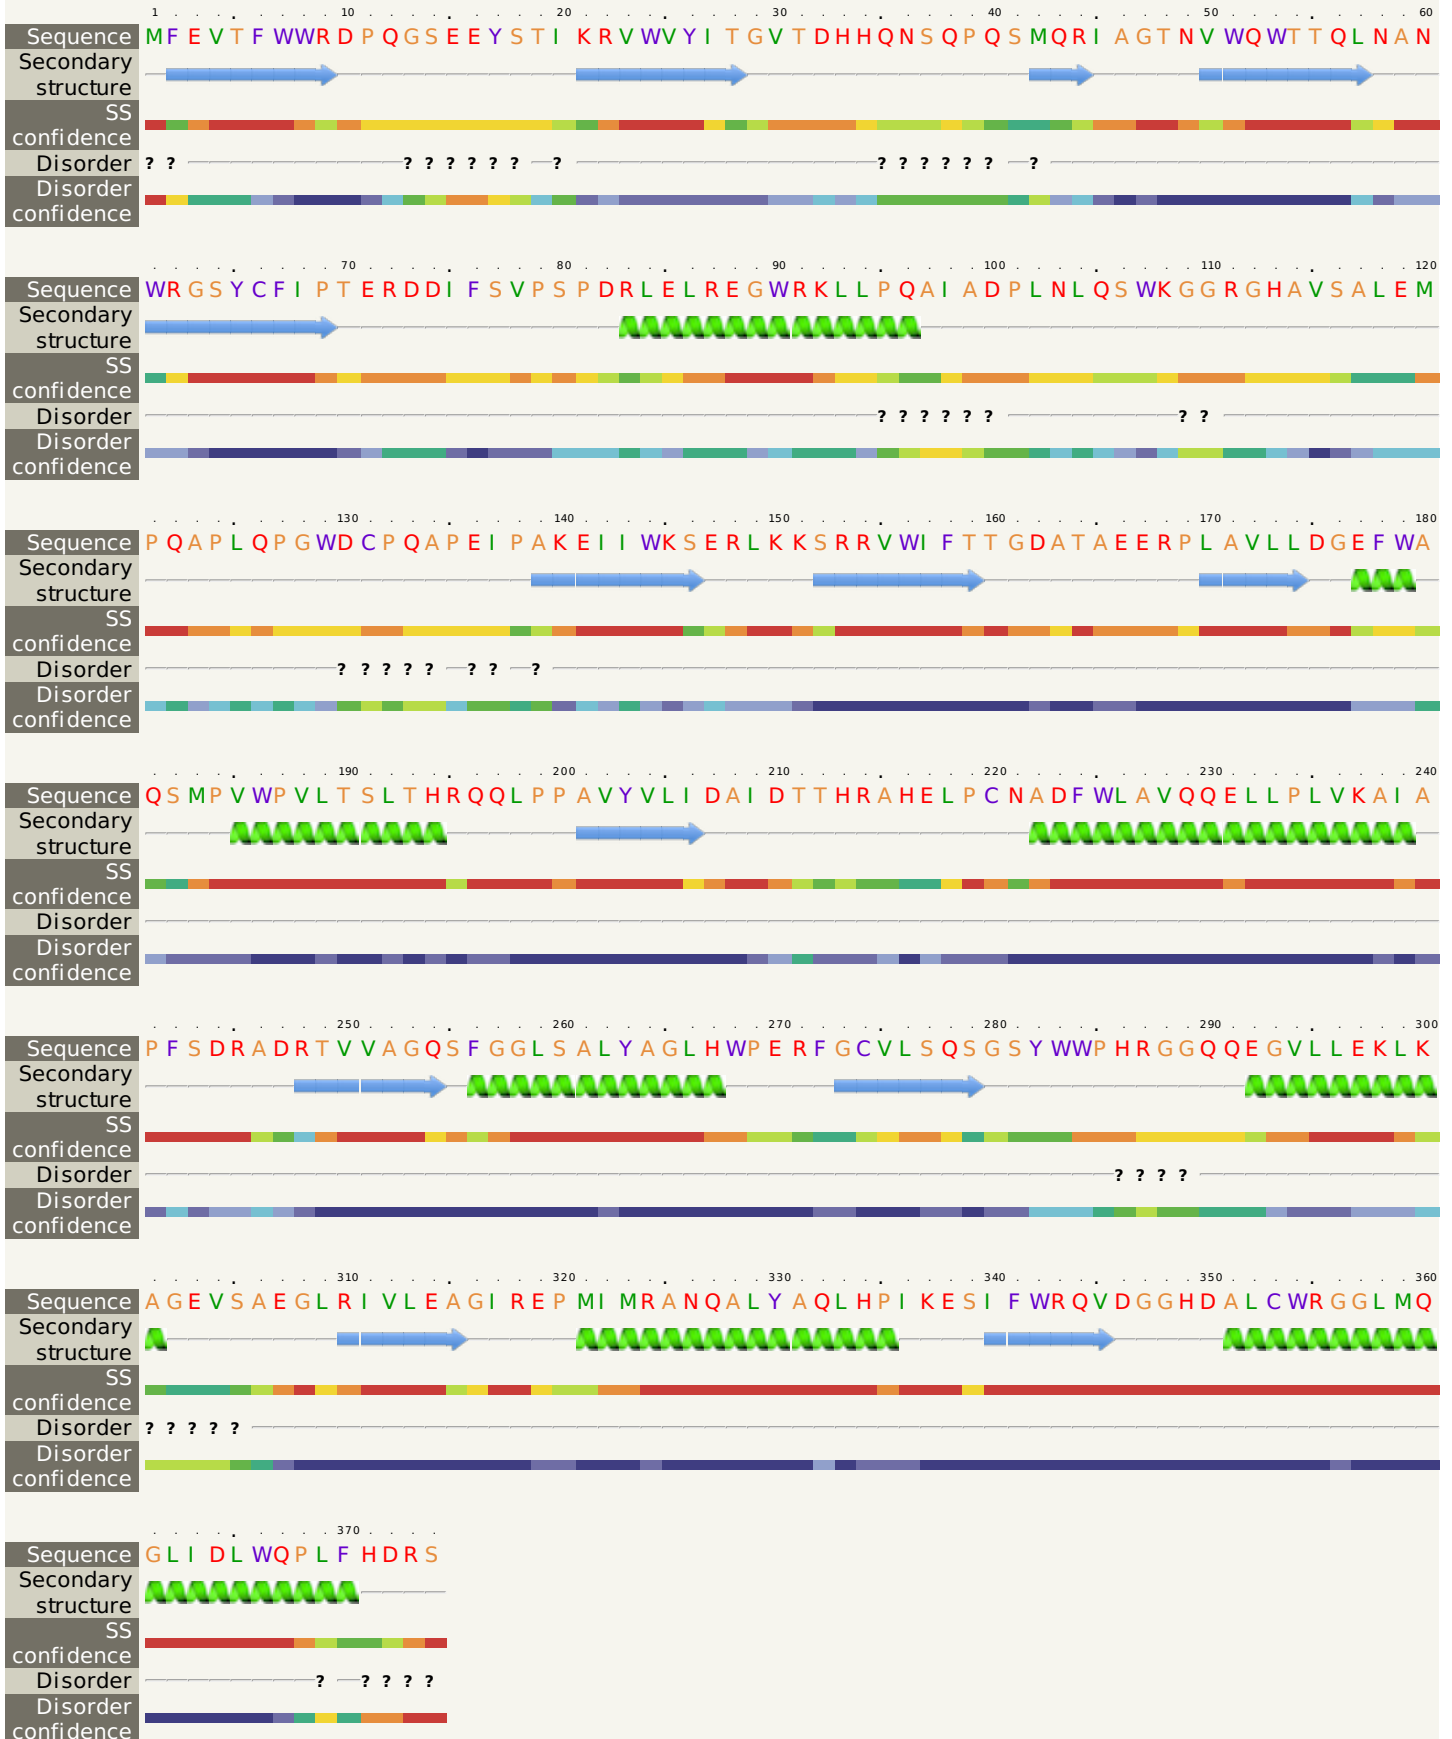 1 10 20 30 40 50 60
Sequence MFEVTFWWRDPQGSEEYSTIKRVWVYITGVTDHHQNSQPQSMQRIAGTNVWQWTTQLNAN
Secondary
structure
SS
confidence
Disorder ? ? ? ? ? ? ? ? ? ? ? ? ? ? ? ?
Disorder
confidence
70 80 90 100 110 120
Sequence WRGSYCFIPTERDDIFSVPSPDRLELREGWRKLLPQAIADPLNLQSWKGGRGHAVSALEM
Secondary
structure
SS
confidence
Disorder ? ? ? ? ? ? ? ?
Disorder
confidence
130 140 150 160 170 180
Sequence PQAPLQPGWDCPQAPEIPAKEIIWKSERLKKSRRVWIFTTGDATAEERPLAVLLDGEFWA
Secondary
structure
SS
confidence
Disorder ? ? ? ? ? ? ? ?
Disorder
confidence
190 200 210 220 230 240
Sequence QSMPVWPVLTSLTHRQQLPPAVYVLIDAIDTTHRAHELPCNADFWLAVQQELLPLVKAIA
Secondary
structure
SS
confidence
Disorder
Disorder
confidence
250 260 270 280 290 300
Sequence PFSDRADRTVVAGQSFGGLSALYAGLHWPERFGCVLSQSGSYWWPHRGGQQEGVLLEKLK
Secondary
structure
SS
confidence
Disorder ? ? ? ?
Disorder
confidence
310 320 330 340 350 360
Sequence AGEVSAEGLRIVLEAGIREPMIMRANQALYAQLHPIKESIFWRQVDGGHDALCWRGGLMQ
Secondary
structure
SS
confidence
Disorder ? ? ? ? ?
Disorder
confidence
370
Sequence GLIDLWQPLFHDRS
Secondary
structure
SS
confidence
Disorder ? ? ? ? ?
Disorder
confidence